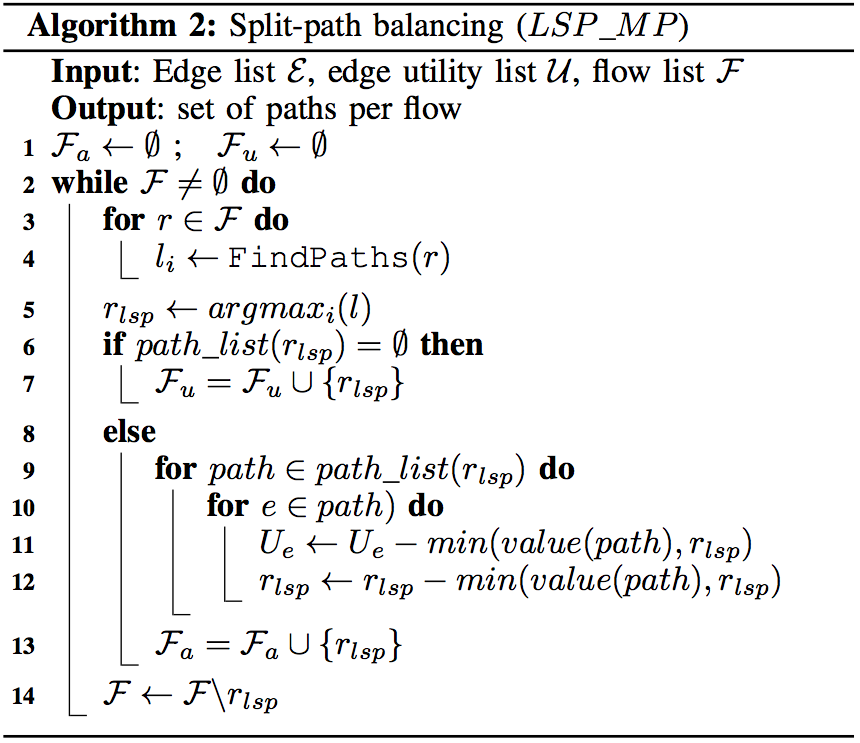 Algorithm 2: Split-path balancing (LSP_MP)
Input: Edge list ℰ, edge utility list 𝒰, flow list ℱ
Output: set of paths per flow
1 ℱ_a ← ∅ ; ℱ_u ← ∅
2 while ℱ ≠ ∅ do
3 for r ∈ ℱ do
4 l_i ← FindPaths(r)
5 r_lsp ← argmax_i(l)
6 if path_list(r_lsp) = ∅ then
7 ℱ_u = ℱ_u ∪ {r_lsp}
8 else
9 for path ∈ path_list(r_lsp) do
10 for e ∈ path) do
11 U_e ← U_e − min(value(path), r_lsp)
12 r_lsp ← r_lsp − min(value(path), r_lsp)
13 ℱ_a = ℱ_a ∪ {r_lsp}
14 ℱ ← ℱ\r_lsp